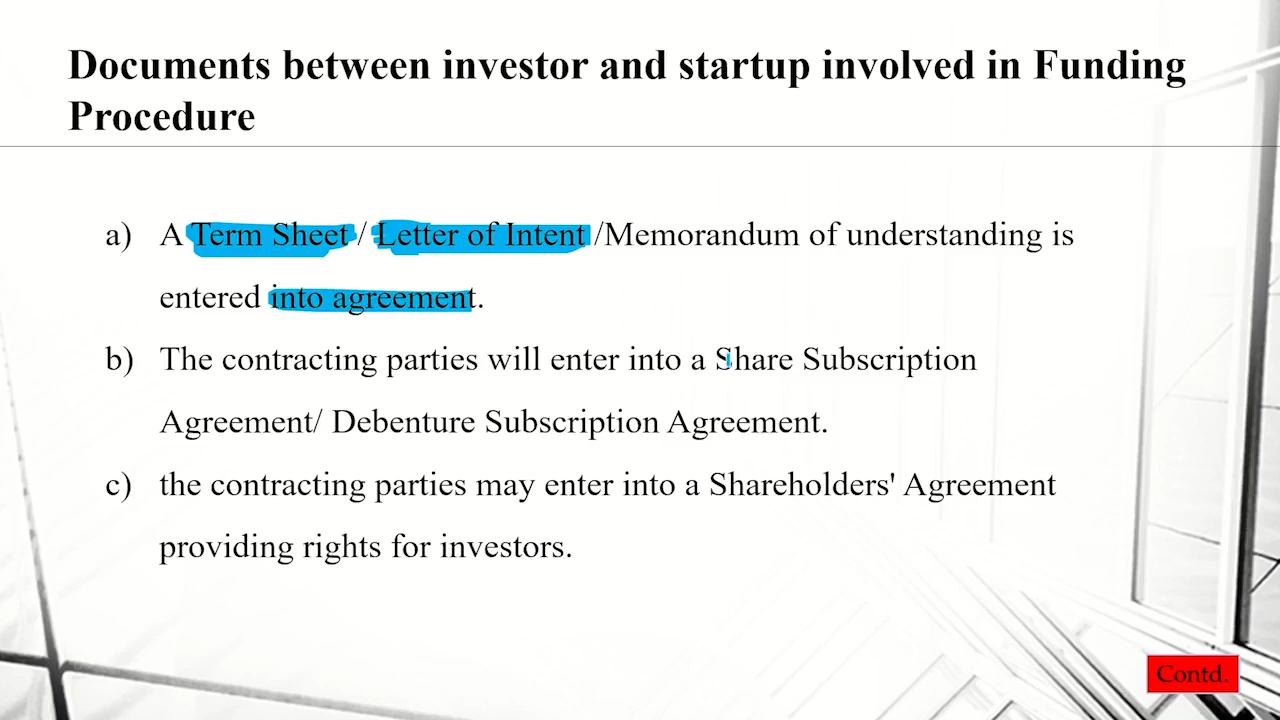 Documents between investor and startup involved in Funding
Procedure
a) A Term Sheet / Letter of Intent /Memorandum of understanding is
entered into agreement.
b) The contracting parties will enter into a Share Subscription
Agreement/ Debenture Subscription Agreement.
c) the contracting parties may enter into a Shareholders' Agreement
providing rights for investors.
Contd.